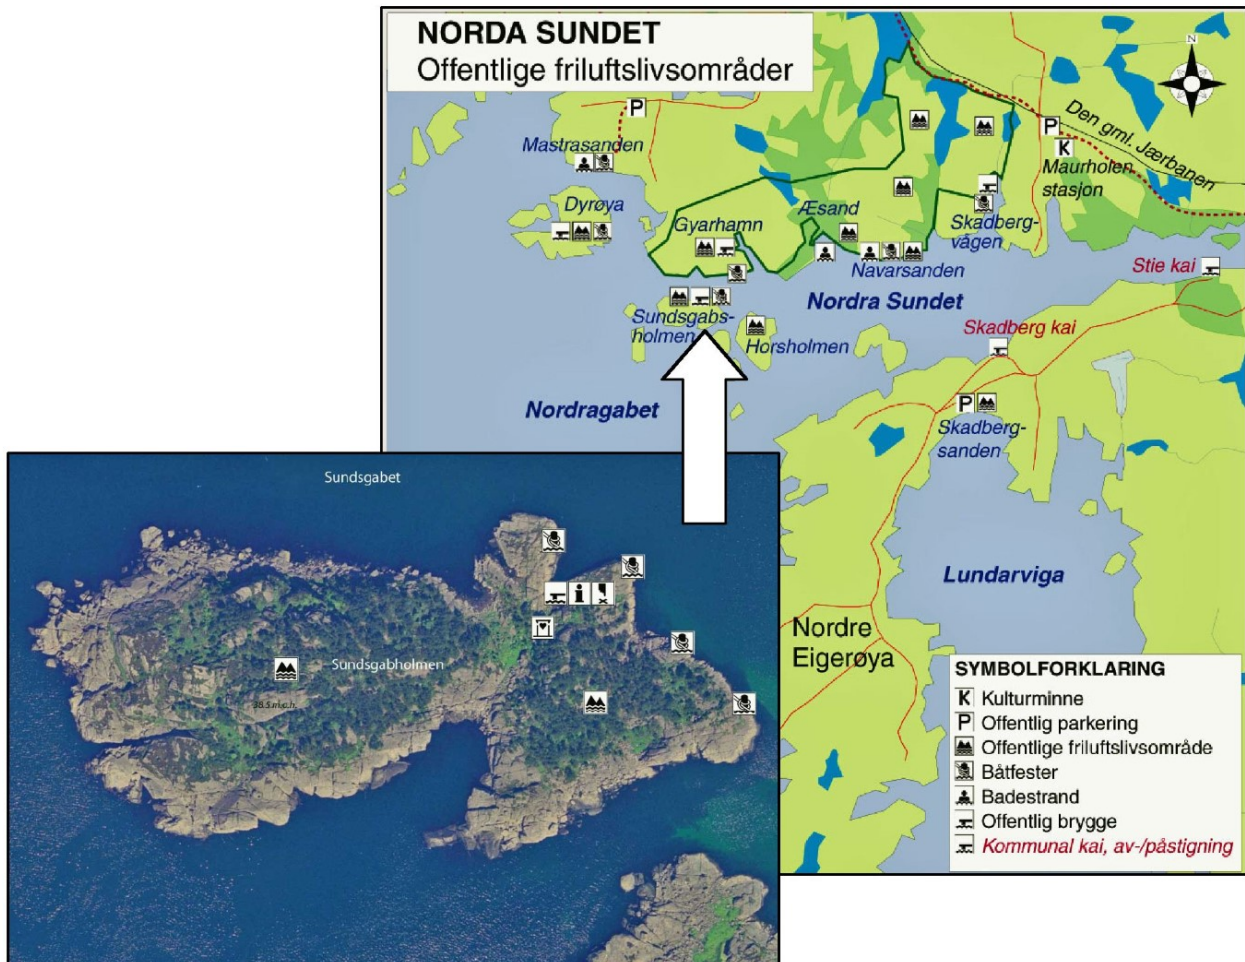 NORDA SUNDET
Offentlige friluftslivsområder
N
P
Mastrasanden
Den gml. Jærbanen
P
K
Maurholen
stasjon
Dyrøya
Gyarhamn
Æsand
Skadberg-
vågen
Navarsanden
Stie kai
Nordra Sundet
Sundsgabs-
holmen
Horsholmen
Skadberg kai
Nordragabet
P
Skadberg-
sanden
Lundarviga
Nordre
Eigerøya
SYMBOLFORKLARING
K Kulturminne
P Offentlig parkering
Offentlige friluftslivsområde
Båtfester
Badestrand
Offentlig brygge
Kommunal kai, av-/påstigning
Sundsgabet
i
Sundsgabholmen